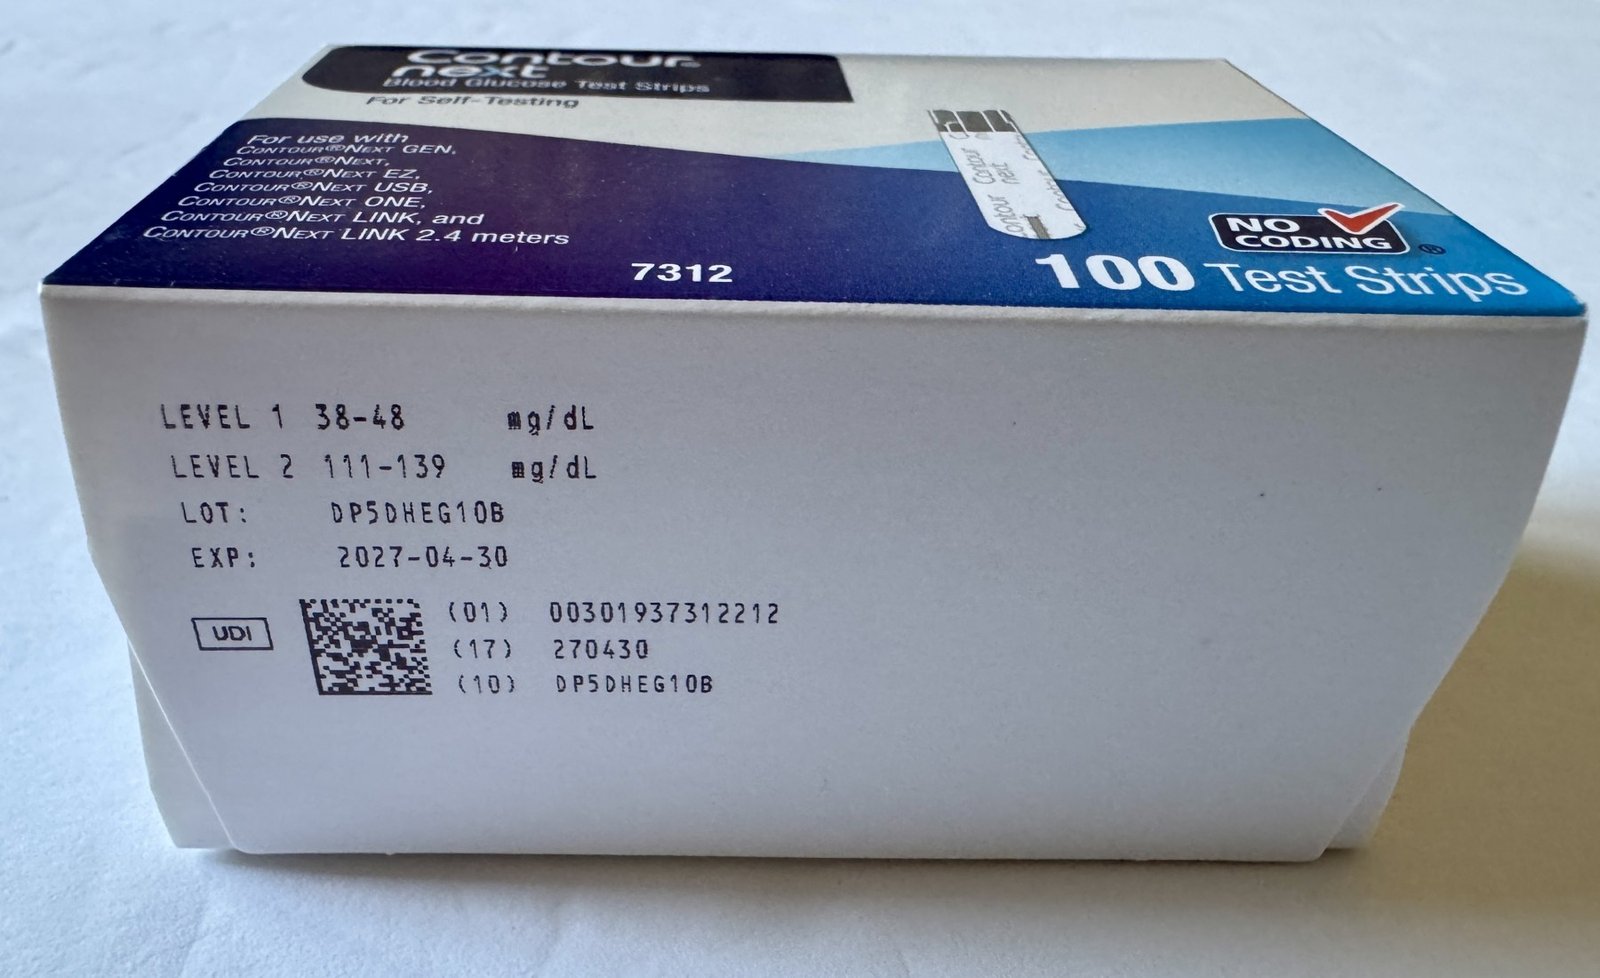 Contour®
next
Blood Glucose Test Strips
For Self-Testing
For use with
CONTOUR®NEXT GEN,
CONTOUR®NEXT,
CONTOUR®NEXT EZ,
CONTOUR®NEXT USB,
CONTOUR®NEXT ONE,
CONTOUR®NEXT LINK, and
CONTOUR®NEXT LINK 2.4 meters
7312
Contour
next
Contour
NO
CODING®
100 Test Strips
LEVEL 1 38-48 mg/dL
LEVEL 2 111-139 mg/dL
LOT: DP5DHEG10B
EXP: 2027-04-30
UDI
(01) 00301937312212
(17) 270430
(10) DP5DHEG10B